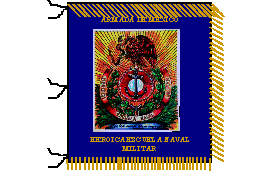 ARMADA DE MEXICO
HEROICA ESCUELA NAVAL
MILITAR